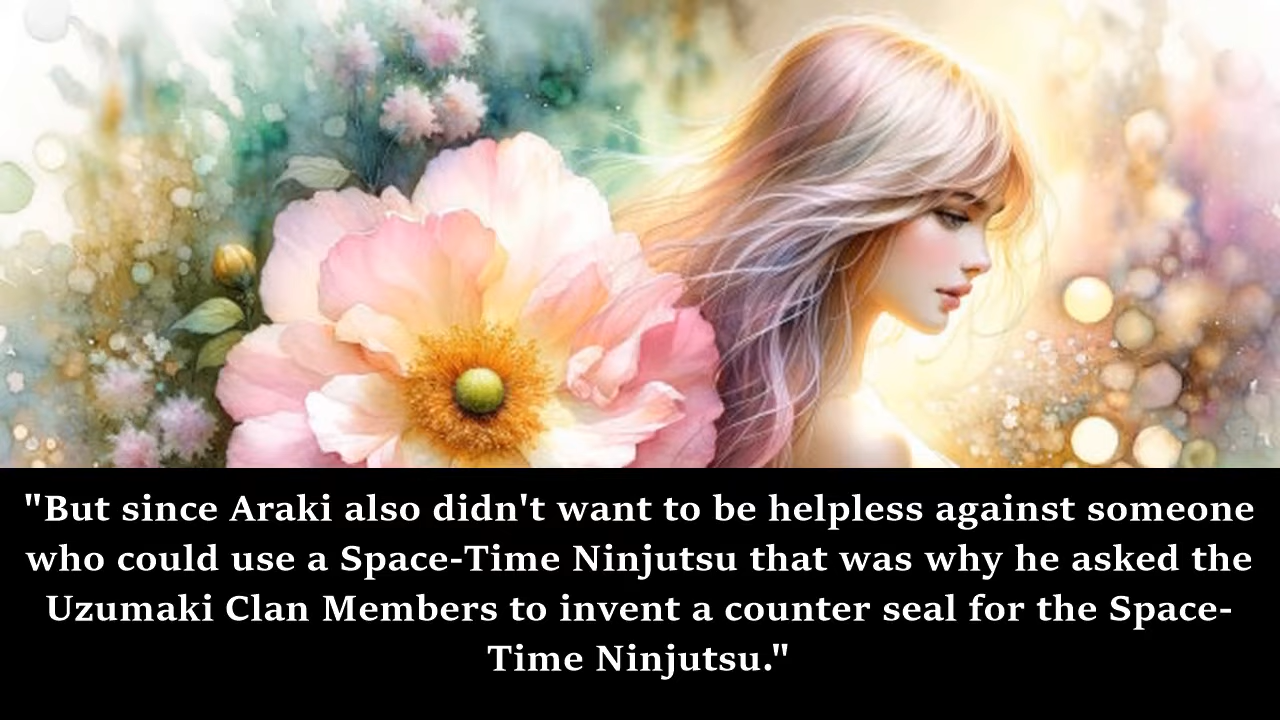 "But since Araki also didn't want to be helpless against someone
who could use a Space-Time Ninjutsu that was why he asked the
Uzumaki Clan Members to invent a counter seal for the Space-
Time Ninjutsu."